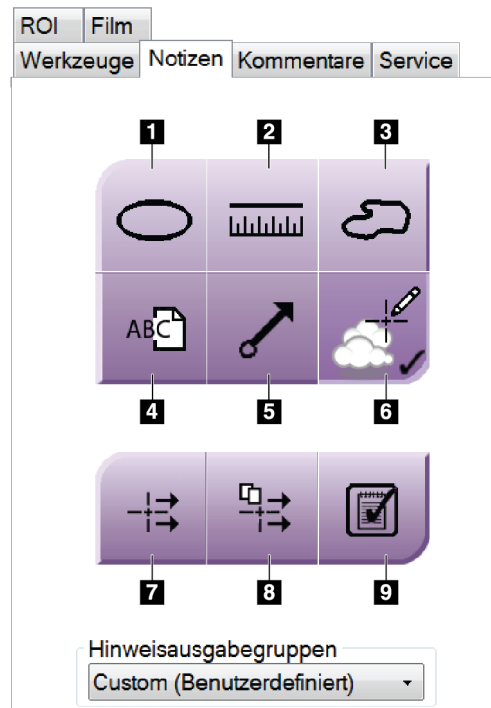 ROI Film
Werkzeuge Notizen Kommentare Service
1 2 3
ABC
4 5 6
7 8 9
Hinweisausgabegruppen
Custom (Benutzerdefiniert)